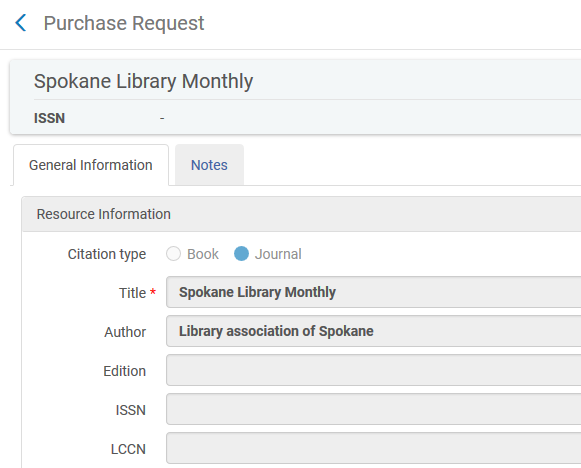 Purchase Request
Spokane Library Monthly
ISSN -
General Information Notes
Resource Information
Citation type Book Journal
Title * Spokane Library Monthly
Author Library association of Spokane
Edition
ISSN
LCCN